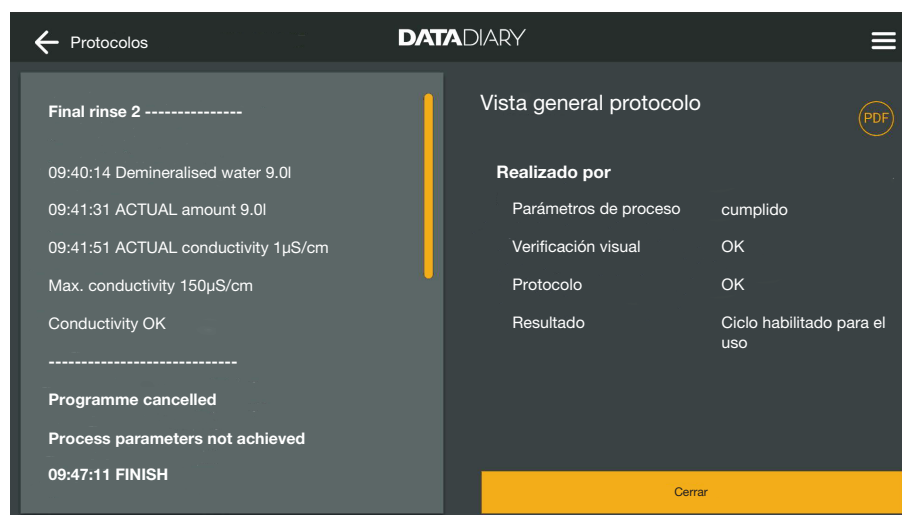 Protocolos
DATADIARY
Final rinse 2 ---------------
09:40:14 Demineralised water 9.0l
09:41:31 ACTUAL amount 9.0l
09:41:51 ACTUAL conductivity 1µS/cm
Max. conductivity 150µS/cm
Conductivity OK
-----------------------------
Programme cancelled
Process parameters not achieved
09:47:11 FINISH
Vista general protocolo
PDF
Realizado por
Parámetros de proceso cumplido
Verificación visual OK
Protocolo OK
Resultado Ciclo habilitado para el
uso
Cerrar